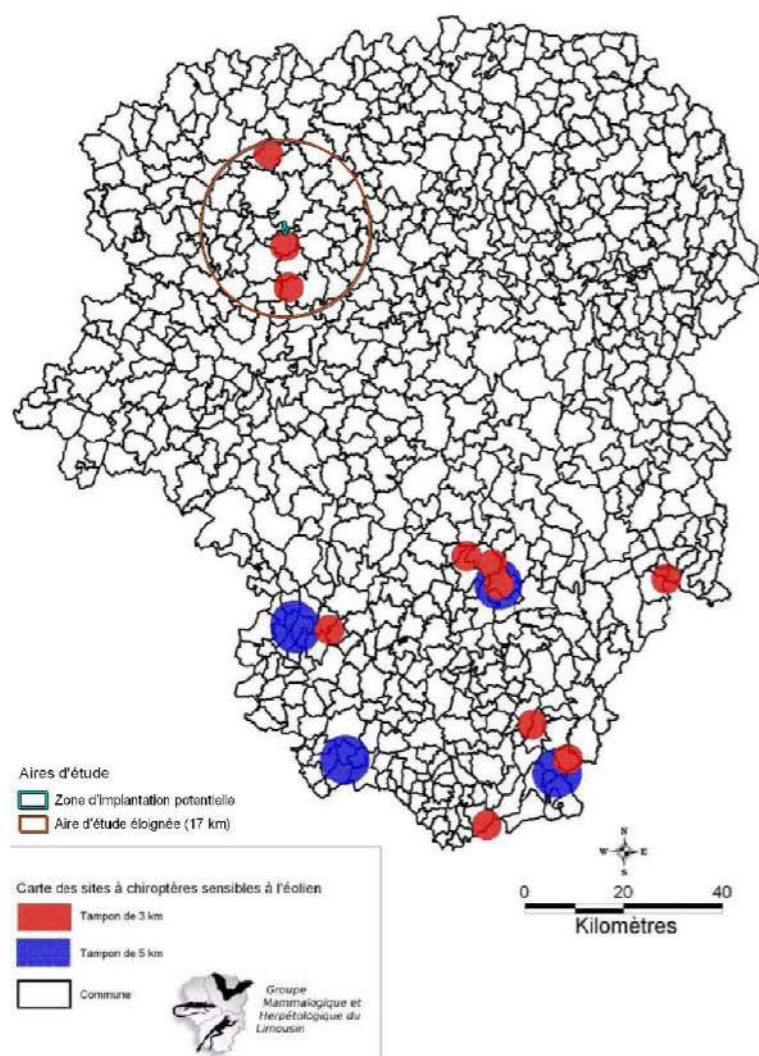 Aires d'étude
Zone d'implantation potentielle
Aire d'étude éloignée (17 km)
N
W E
S
0 20 40
Kilomètres
Carte des sites à chiroptères sensibles à l'éolien
Tampon de 3 km
Tampon de 5 km
Commune
Groupe
Mammalogique et
Herpétologique du
Limousin